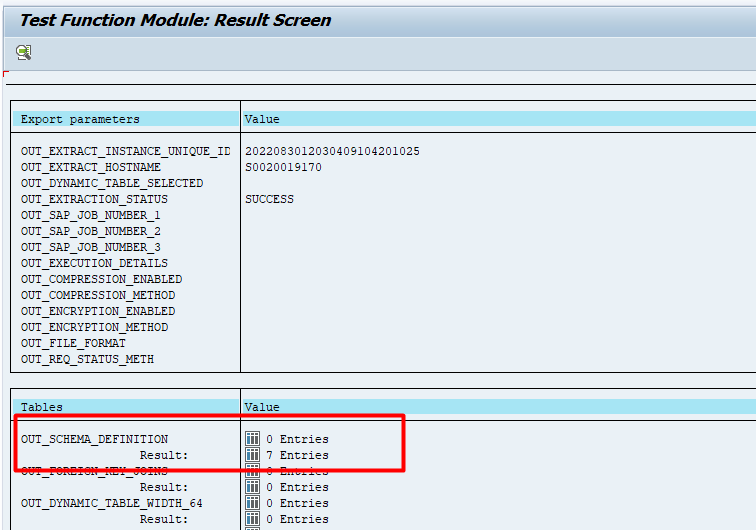 Test Function Module: Result Screen
Export parameters Value
OUT_EXTRACT_INSTANCE_UNIQUE_ID 2022083012030409104201025
OUT_EXTRACT_HOSTNAME S0020019170
OUT_DYNAMIC_TABLE_SELECTED
OUT_EXTRACTION_STATUS SUCCESS
OUT_SAP_JOB_NUMBER_1
OUT_SAP_JOB_NUMBER_2
OUT_SAP_JOB_NUMBER_3
OUT_EXECUTION_DETAILS
OUT_COMPRESSION_ENABLED
OUT_COMPRESSION_METHOD
OUT_ENCRYPTION_ENABLED
OUT_ENCRYPTION_METHOD
OUT_FILE_FORMAT
OUT_REQ_STATUS_METH
Tables Value
OUT_SCHEMA_DEFINITION 0 Entries
Result: 7 Entries
OUT_FOREIGN_KEY_JOINS 0 Entries
Result: 0 Entries
OUT_DYNAMIC_TABLE_WIDTH_64 0 Entries
Result: 0 Entries